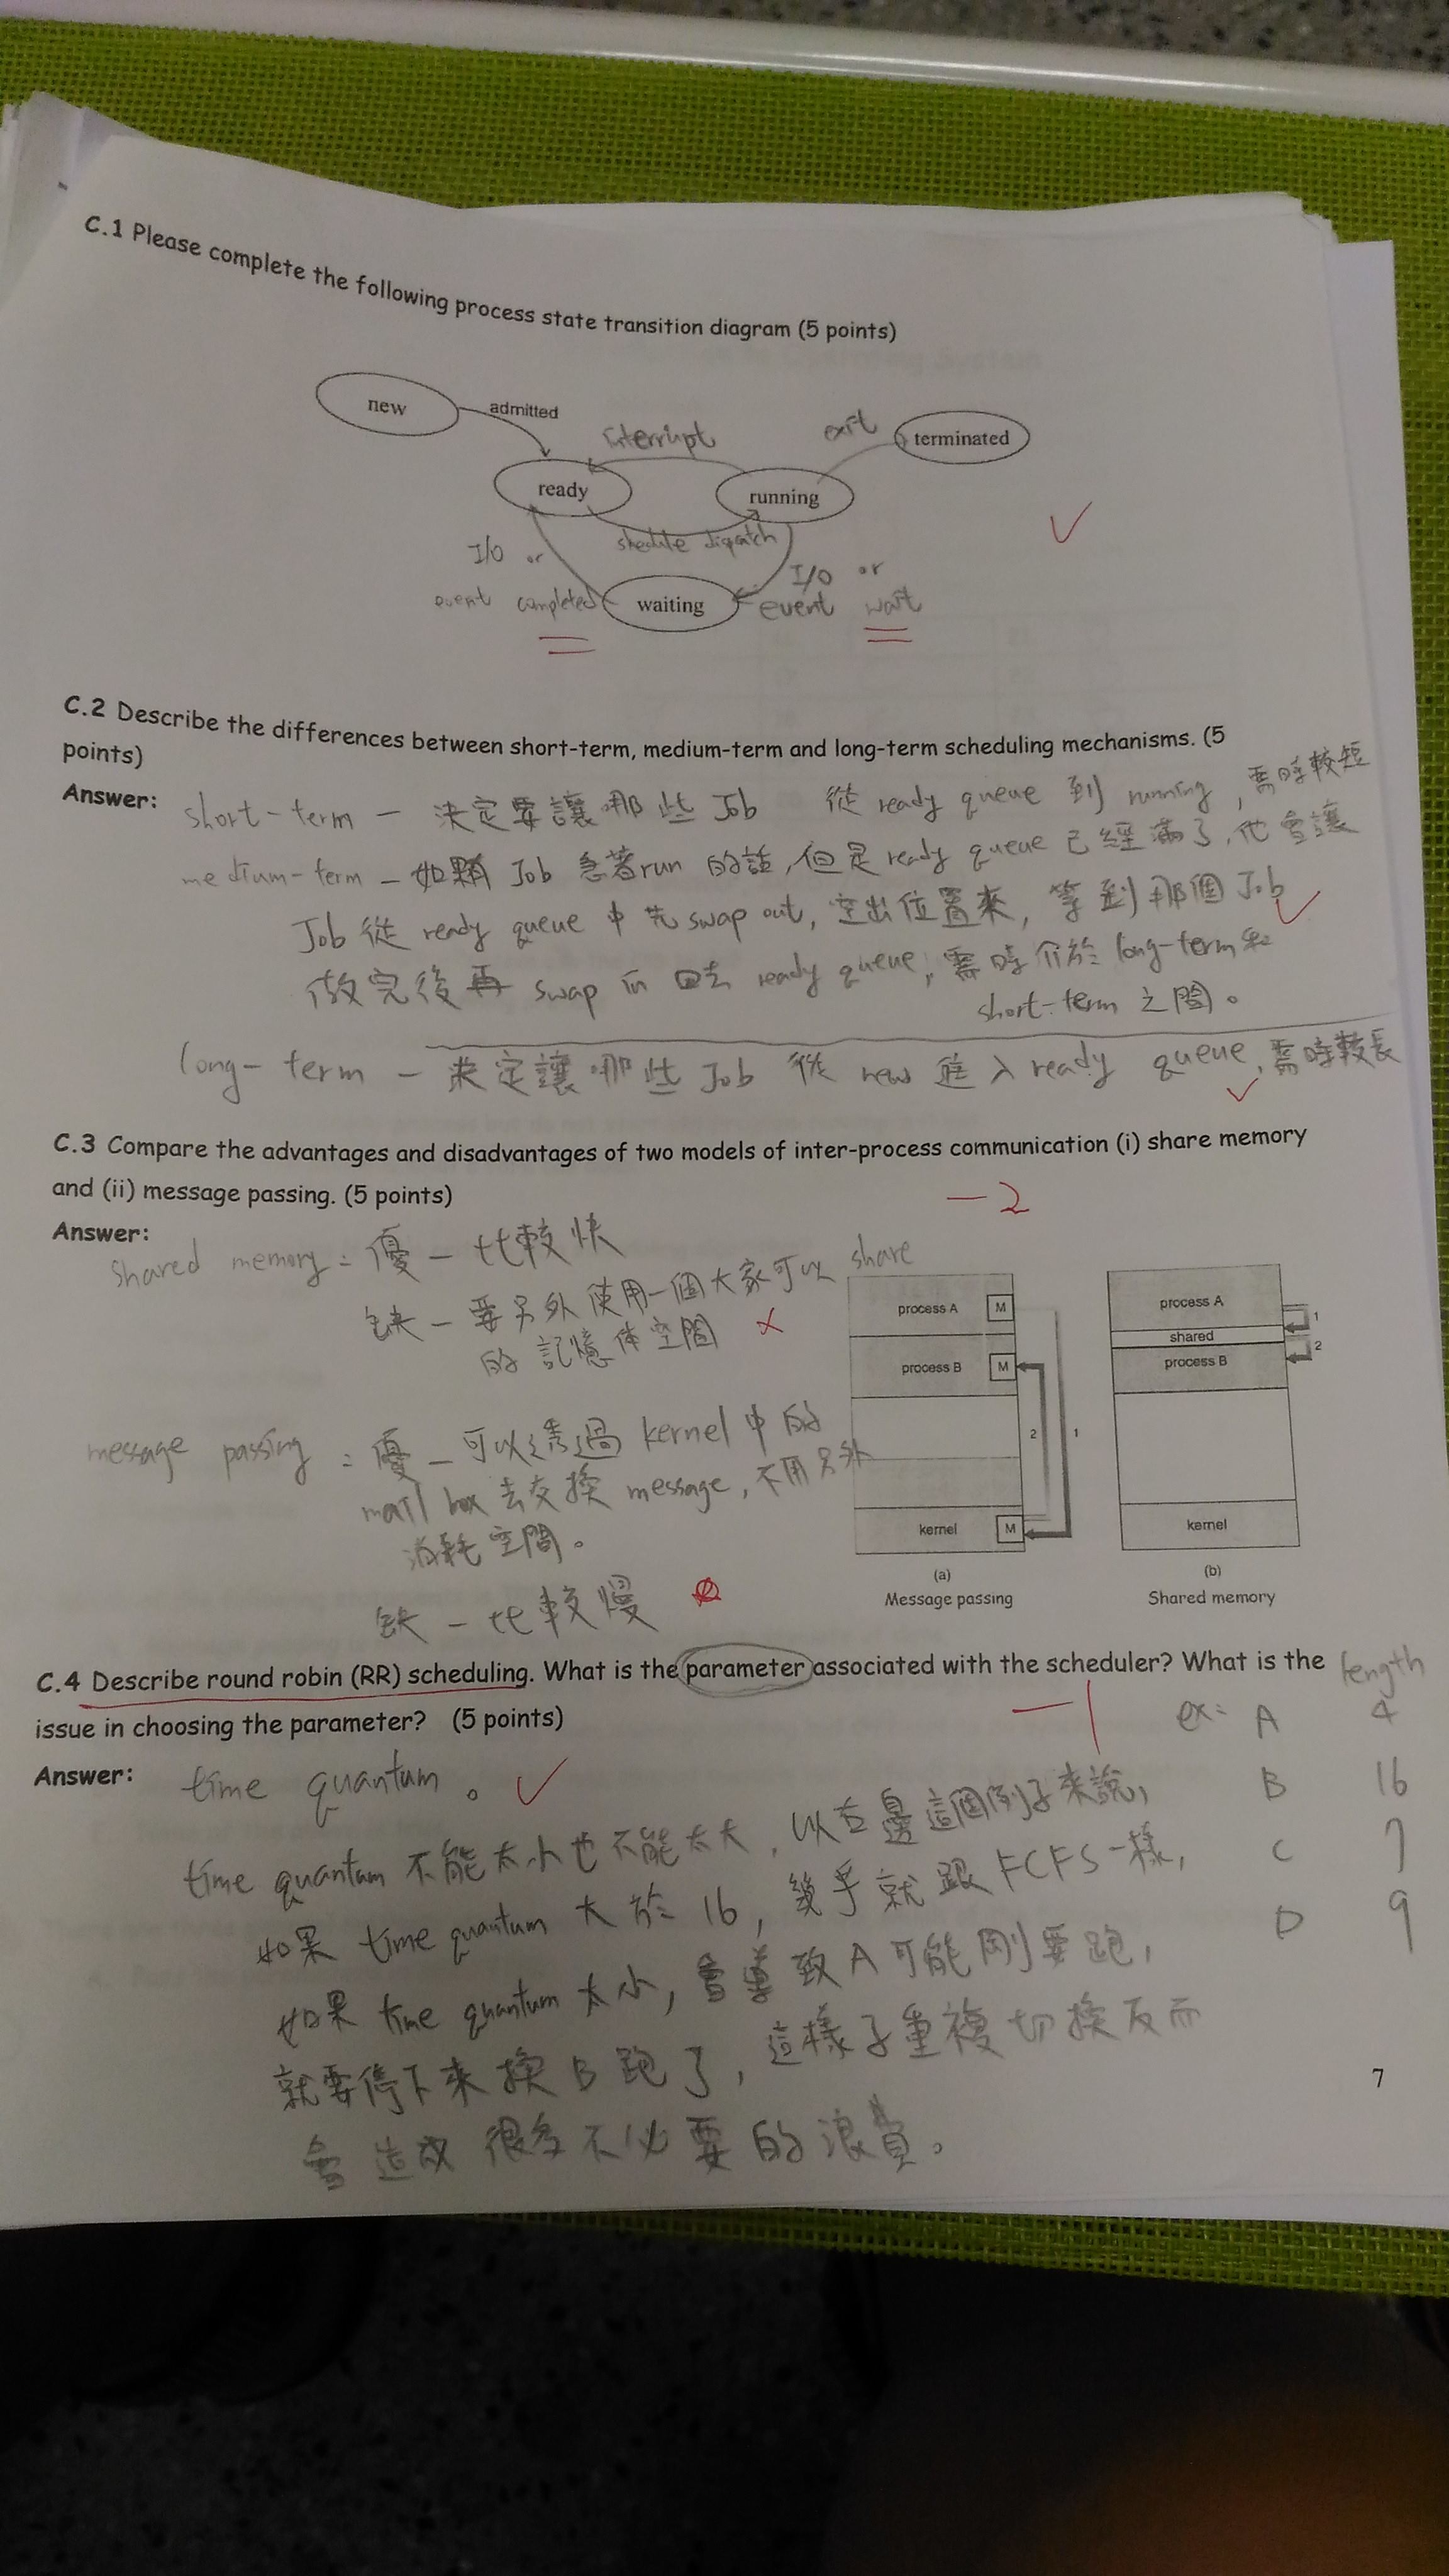 C.1 Please complete the following process state transition diagram (5 points)
new
admitted
interrupt
exit
terminated
ready
running
I/O or
dispatch
I/O or
event completed
waiting
event wait
C.2 Describe the differences between short-term, medium-term and long-term scheduling mechanisms. (5
points)
Answer:
short-term - 決定要讓哪些 Job 從 ready queue 到 running, 需時較短
medium-term - 如果 Job 急著 run 的話, 但是 ready queue 已經滿了, 他會讓
Job 從 ready queue 中先 swap out, 空出位置來, 等到那個 Job
做完後再 swap in 回去 ready queue, 需時介於 long-term 和
short-term 之間。
long-term - 決定讓哪些 Job 從 new 進入 ready queue, 需時較長
C.3 Compare the advantages and disadvantages of two models of inter-process communication (i) share memory
and (ii) message passing. (5 points)
-2
Answer:
shared memory = 優 - 比較快
缺 - 要另外使用一個大家可以 share
的記憶体空間
message passing = 優 - 可以透過 kernel 中的
mail box 去交換 message, 不用另外
消耗空間。
缺 - 比較慢
process A M
process B M
2 1
kernel M
(a)
Message passing
process A
shared
process B
1
2
kernel
(b)
Shared memory
C.4 Describe round robin (RR) scheduling. What is the parameter associated with the scheduler? What is the
issue in choosing the parameter? (5 points)
-1
Answer:
time quantum。
time quantum 不能太小也不能太大, 以右邊這個例子來說,
如果 time quantum 大於 16, 幾乎就跟 FCFS 一樣,
如果 time quantum 太小, 會導致 A 可能剛要跑,
就要停下來換 B 跑了, 這樣子重複切換反而
會造成很多不必要的浪費。
length
ex: A 4
B 16
C 7
D 9
7